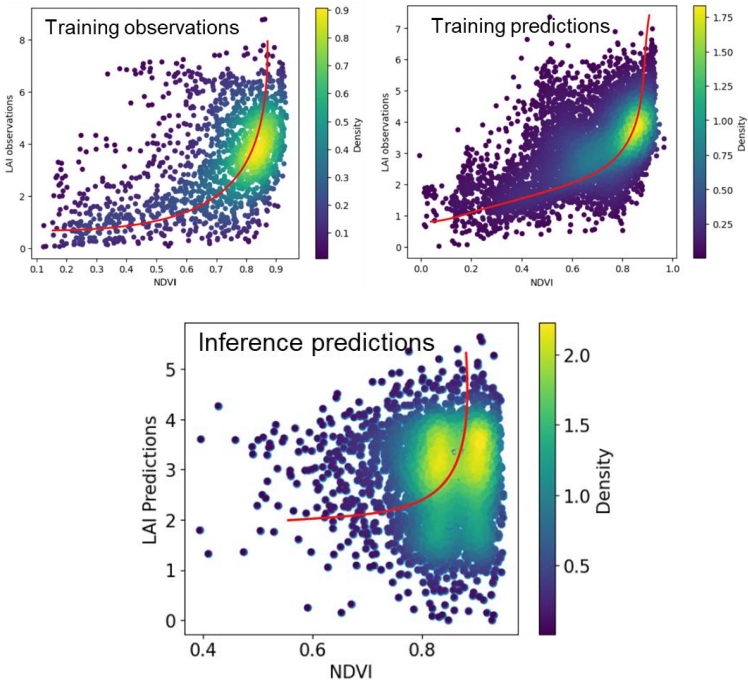 Training observations
LAI observations
8
6
4
2
0
0.1 0.2 0.3 0.4 0.5 0.6 0.7 0.8 0.9
NDVI
0.9
0.8
0.7
0.6
0.5
0.4
0.3
0.2
0.1
Density
Training predictions
LAI observations
7
6
5
4
3
2
1
0
0.0 0.2 0.4 0.6 0.8 1.0
NDVI
1.75
1.50
1.25
1.00
0.75
0.50
0.25
Density
Inference predictions
LAI Predictions
5
4
3
2
1
0
0.4 0.6 0.8
NDVI
2.0
1.5
1.0
0.5
Density